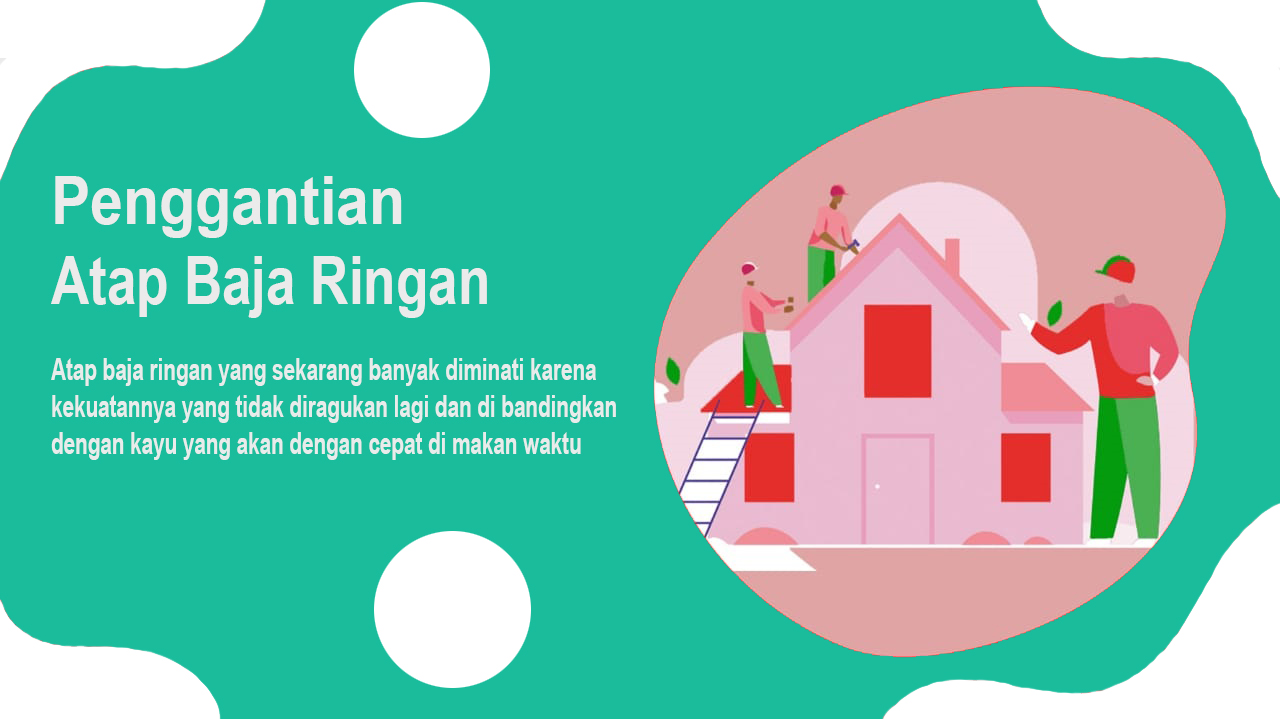 Penggantian
Atap Baja Ringan
Atap baja ringan yang sekarang banyak diminati karena
kekuatannya yang tidak diragukan lagi dan di bandingkan
dengan kayu yang akan dengan cepat di makan waktu